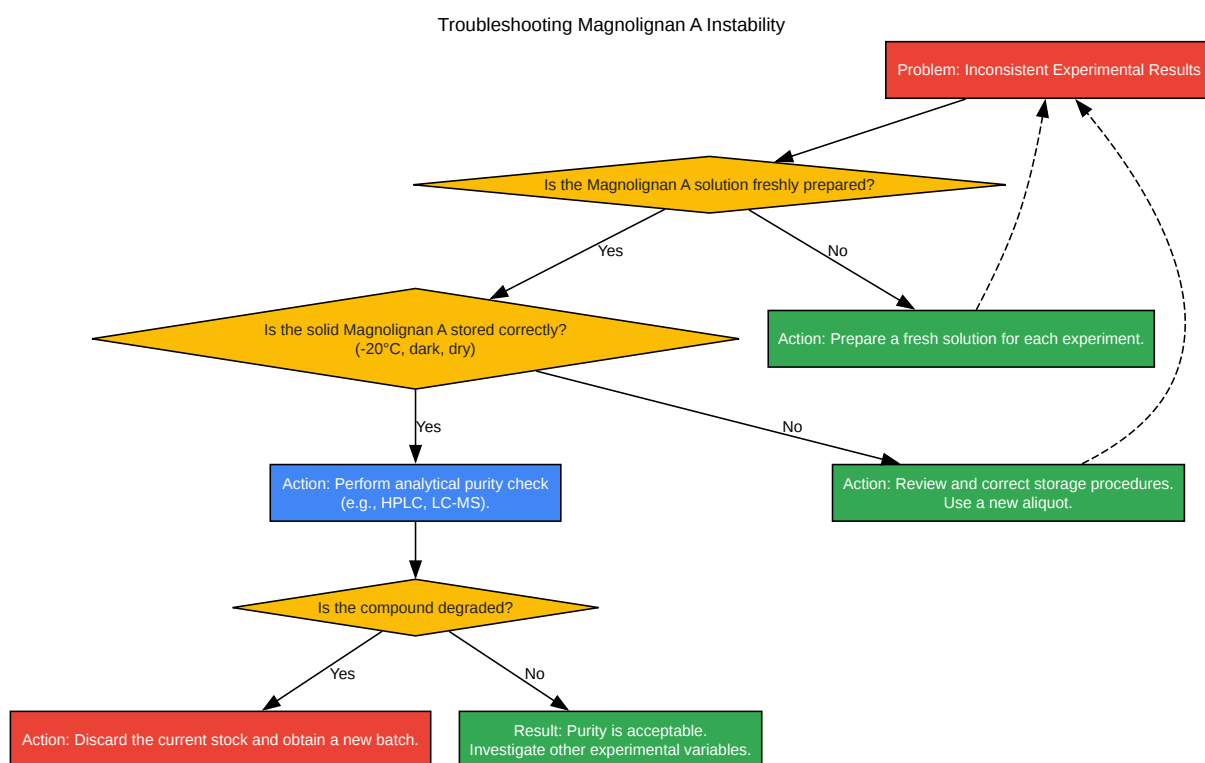 Troubleshooting Magnolignan A Instability
Problem: Inconsistent Experimental Results
Is the Magnolignan A solution freshly prepared?
Yes
No
Is the solid Magnolignan A stored correctly?
(-20°C, dark, dry)
Action: Prepare a fresh solution for each experiment.
Yes
No
Action: Perform analytical purity check
(e.g., HPLC, LC-MS).
Action: Review and correct storage procedures.
Use a new aliquot.
Is the compound degraded?
Yes
No
Action: Discard the current stock and obtain a new batch.
Result: Purity is acceptable.
Investigate other experimental variables.